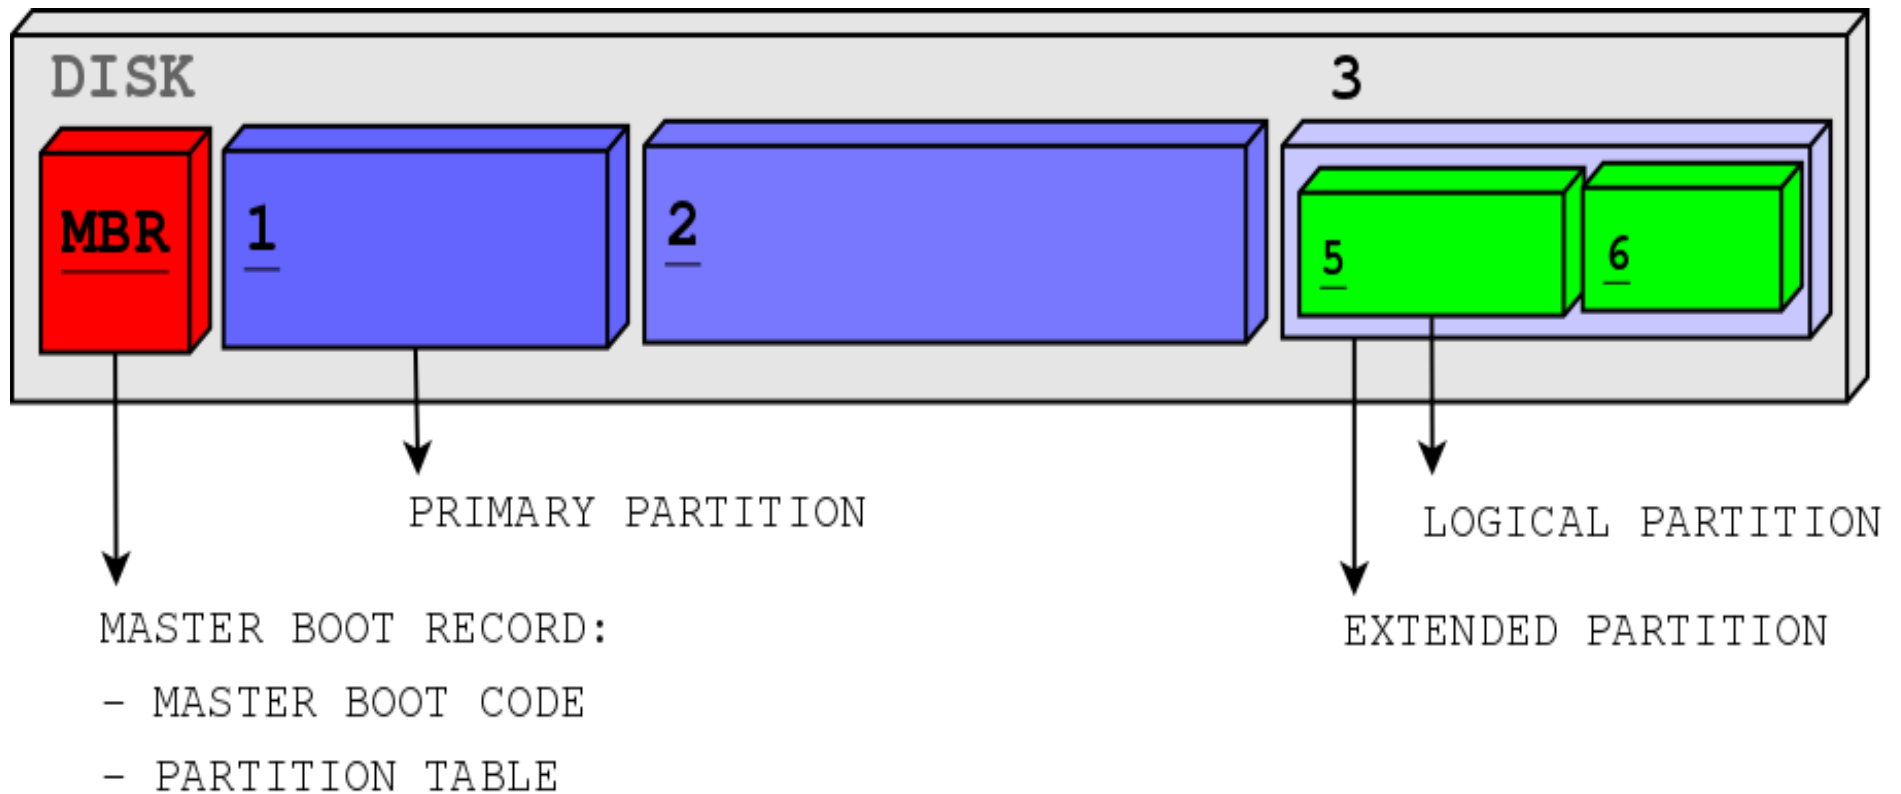 DISK
3
MBR
1
2
5
6
PRIMARY PARTITION
LOGICAL PARTITION
MASTER BOOT RECORD:
EXTENDED PARTITION
- MASTER BOOT CODE
- PARTITION TABLE